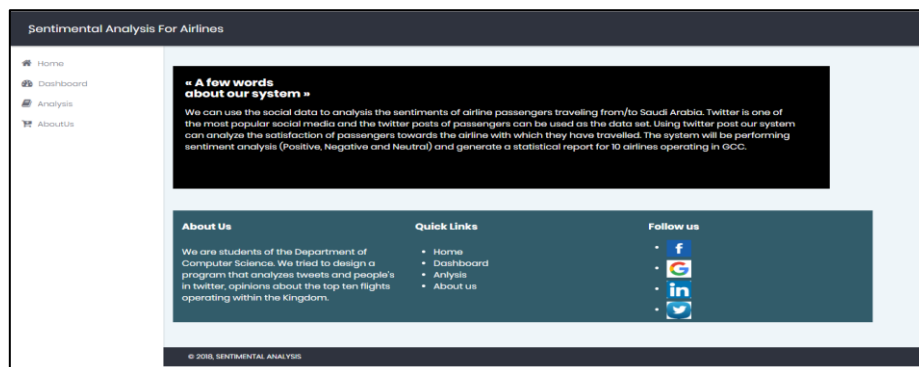 Sentimental Analysis For Airlines
Home
Dashboard
Analysis
AboutUs
« A few words
about our system »
We can use the social data to analysis the sentiments of airline passengers traveling from/to Saudi Arabia. Twitter is one of
the most popular social media and the twitter posts of passengers can be used as the data set. Using twitter post our system
can analyze the satisfaction of passengers towards the airline with which they have travelled. The system will be performing
sentiment analysis (Positive, Negative and Neutral) and generate a statistical report for 10 airlines operating in GCC.
About Us
We are students of the Department of
Computer Science. We tried to design a
program that analyzes tweets and people's
in twitter, opinions about the top ten flights
operating within the Kingdom.
Quick Links
• Home
• Dashboard
• Anlysis
• About us
Follow us
• f
• G
• in
•
© 2018, SENTIMENTAL ANALYSIS